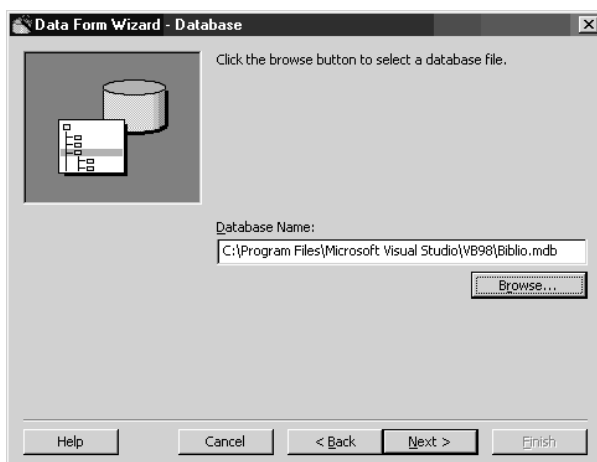 Data Form Wizard - Database
Click the browse button to select a database file.
Database Name:
C:\Program Files\Microsoft Visual Studio\VB98\Biblio.mdb
Browse...
Help
Cancel
< Back
Next >
Finish